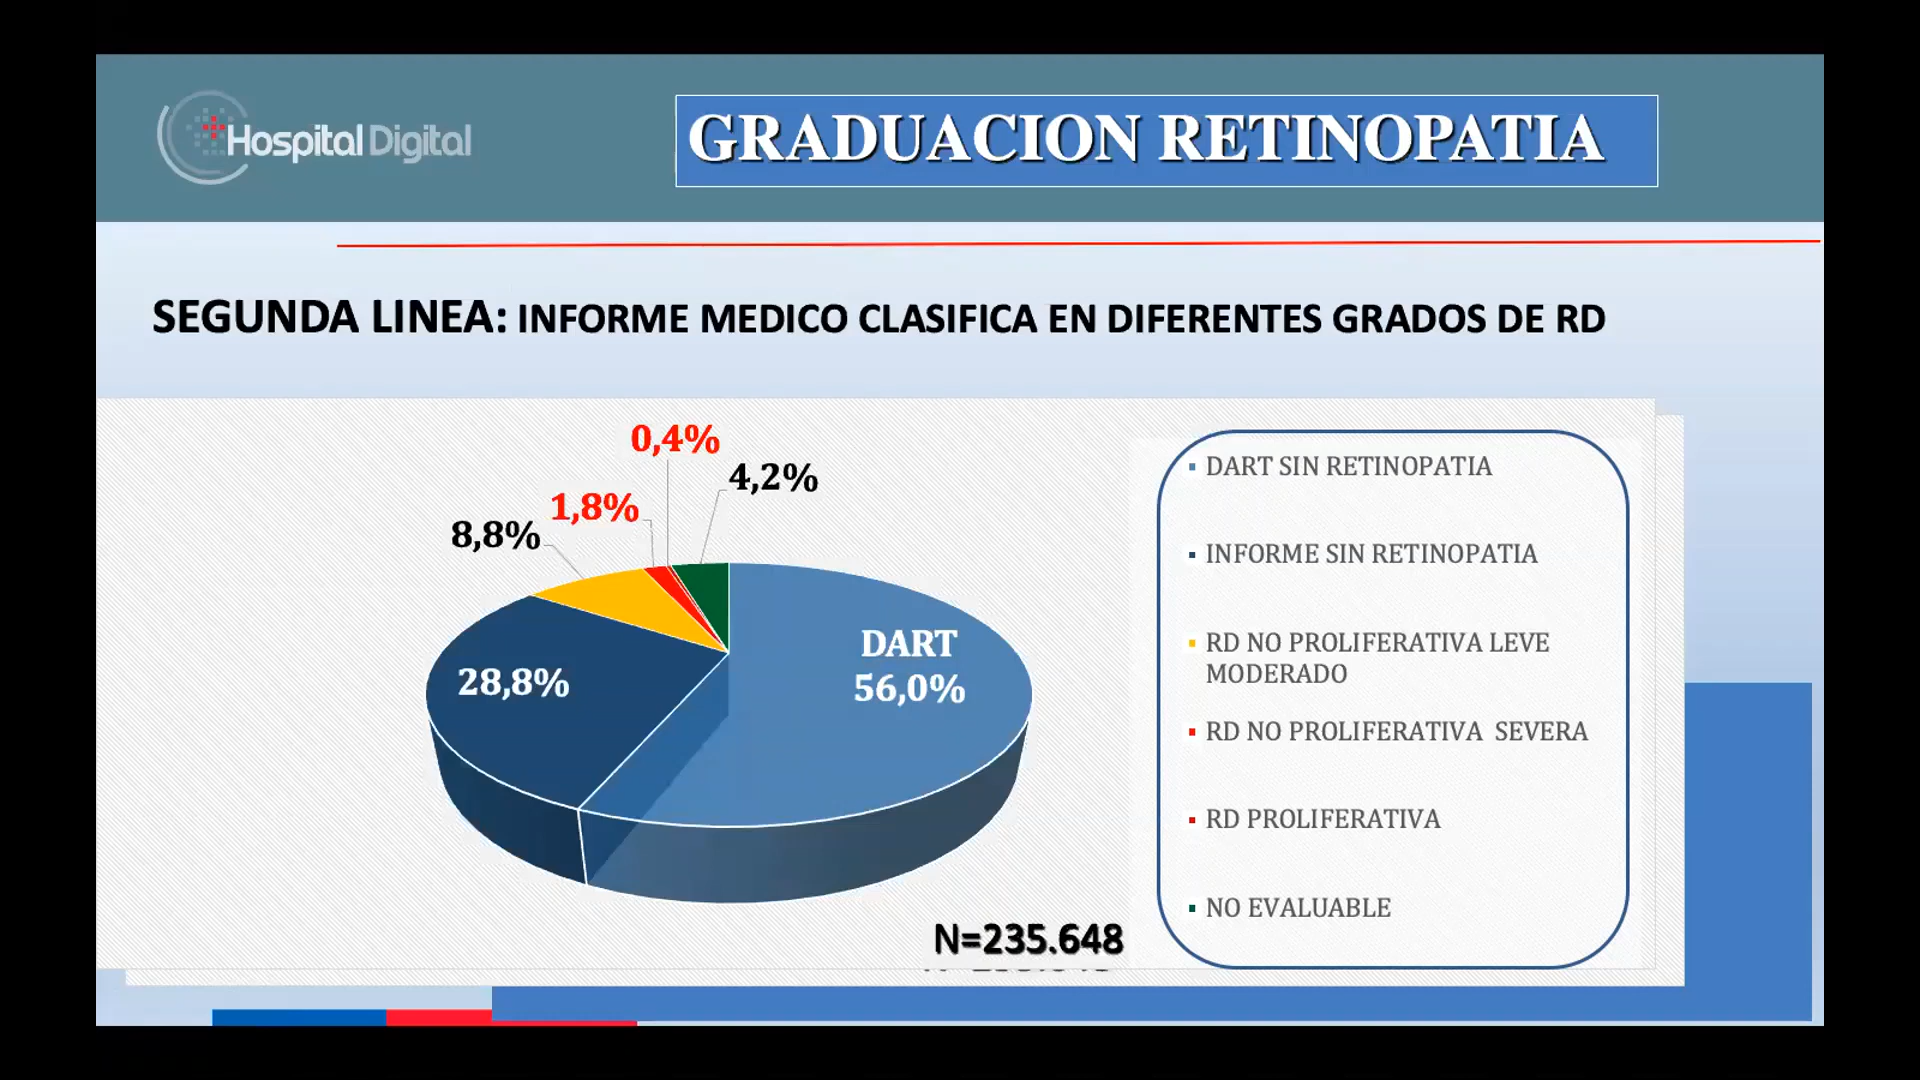 Hospital Digital
GRADUACION RETINOPATIA
SEGUNDA LINEA: INFORME MEDICO CLASIFICA EN DIFERENTES GRADOS DE RD
0,4%
4,2%
1,8%
8,8%
DART
56,0%
28,8%
DART SIN RETINOPATIA
INFORME SIN RETINOPATIA
RD NO PROLIFERATIVA LEVE
MODERADO
RD NO PROLIFERATIVA SEVERA
RD PROLIFERATIVA
NO EVALUABLE
N=235.648